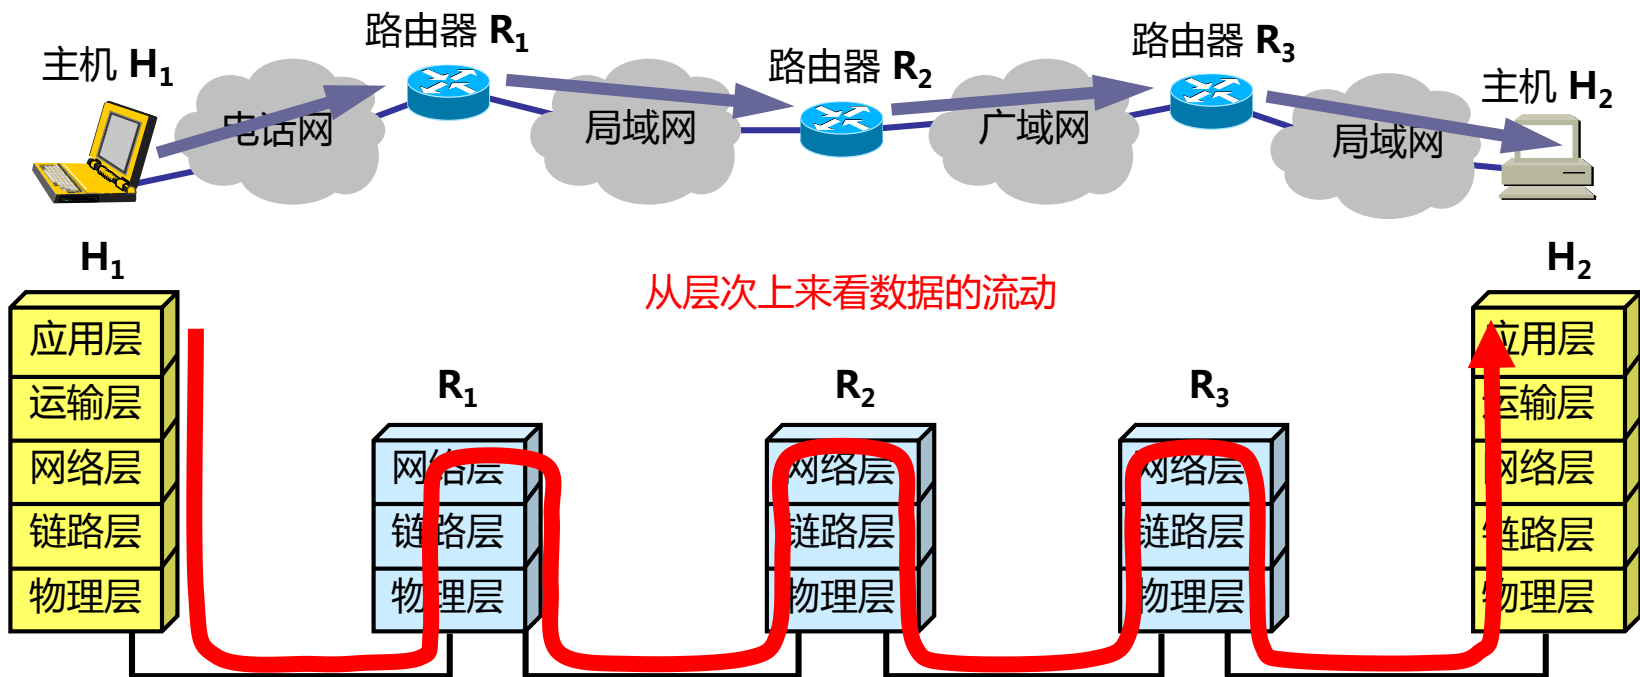 主机 H1
路由器 R1
路由器 R2
路由器 R3
主机 H2
电话网
局域网
广域网
局域网
从层次上来看数据的流动
H1
应用层
运输层
网络层
链路层
物理层
R1
网络层
链路层
物理层
R2
网络层
链路层
物理层
R3
网络层
链路层
物理层
H2
应用层
运输层
网络层
链路层
物理层